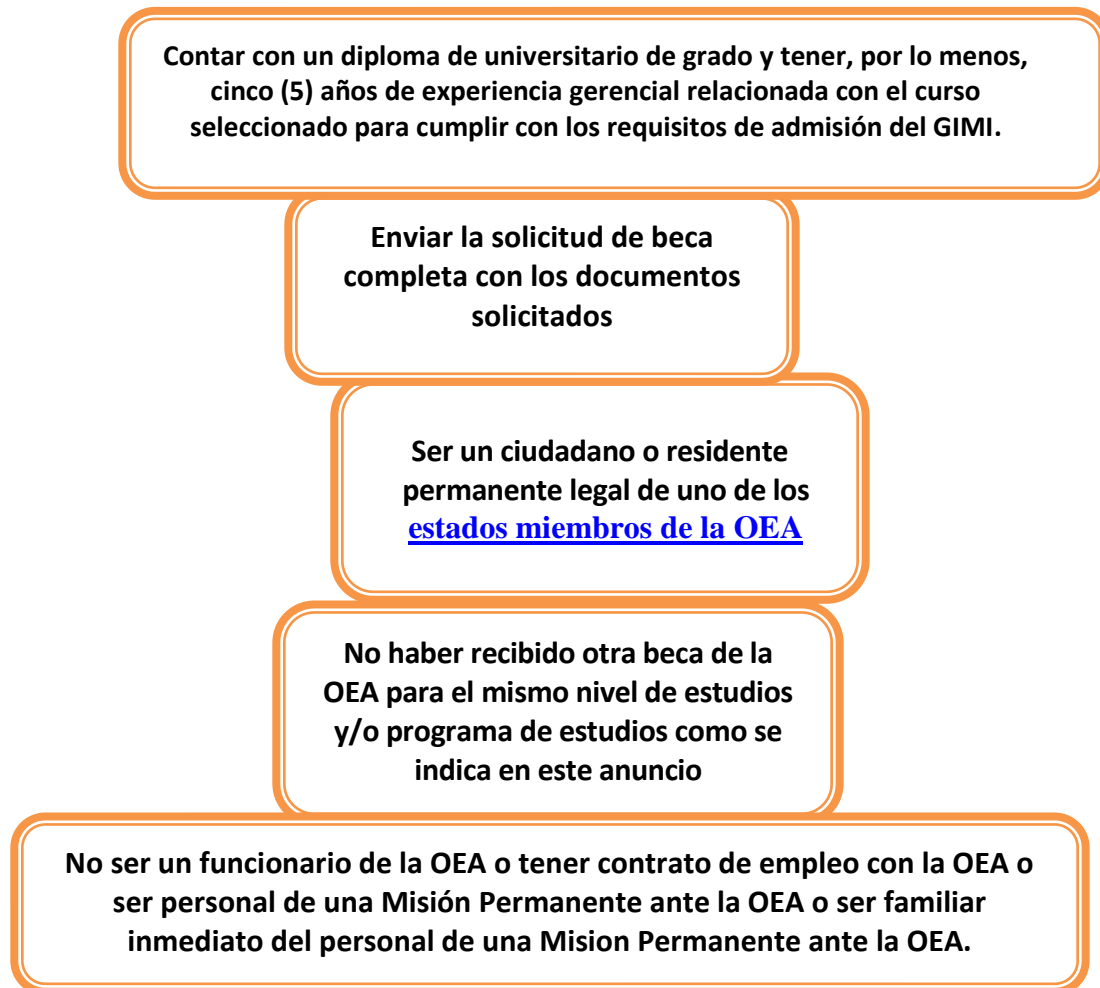 Contar con un diploma de universitario de grado y tener, por lo menos,
cinco (5) años de experiencia gerencial relacionada con el curso
seleccionado para cumplir con los requisitos de admisión del GIMI.
Enviar la solicitud de beca
completa con los documentos
solicitados
Ser un ciudadano o residente
permanente legal de uno de los
estados miembros de la OEA
No haber recibido otra beca de la
OEA para el mismo nivel de estudios
y/o programa de estudios como se
indica en este anuncio
No ser un funcionario de la OEA o tener contrato de empleo con la OEA o
ser personal de una Misión Permanente ante la OEA o ser familiar
inmediato del personal de una Mision Permanente ante la OEA.